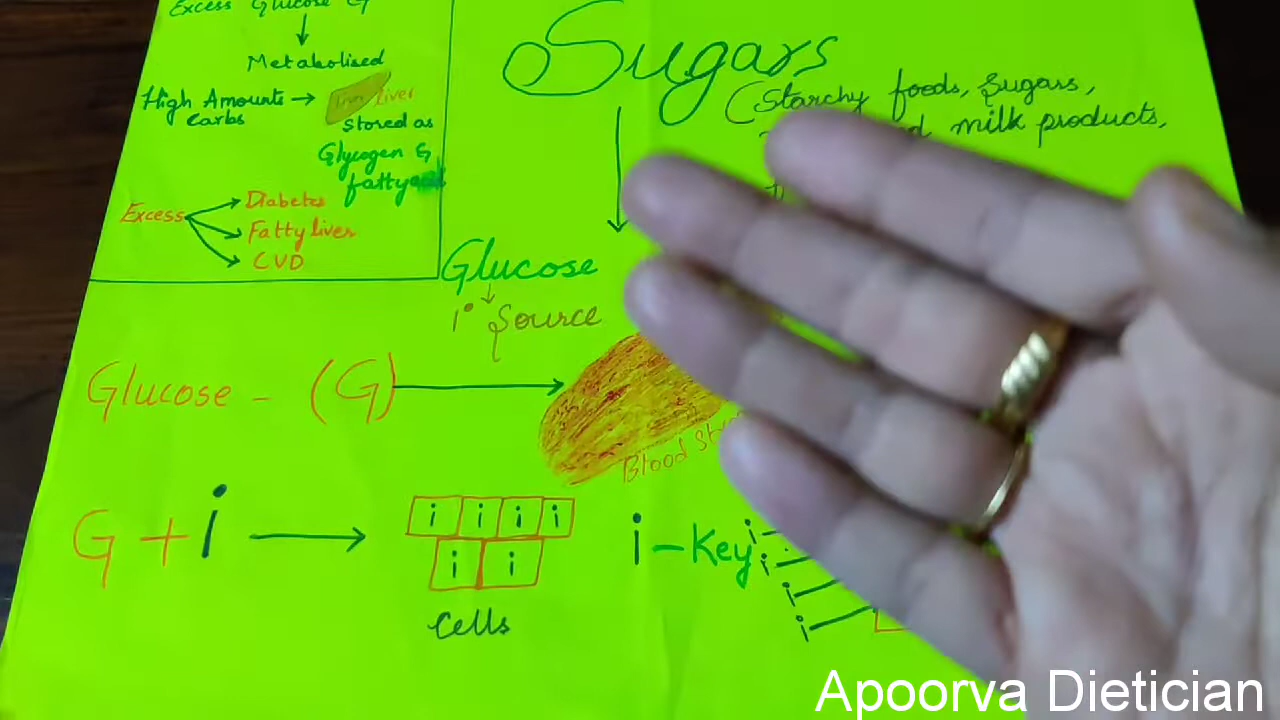 Excess Glucose G
Metabolised
High Amounts →
Carbs
Liver
Stored as
Glycogen G
fatty
Excess
Diabetes
Fatty liver
CVD
Sugars
(Starchy foods, Sugars,
milk products,
Glucose
1° Source
Glucose - (G)
Blood
G + i
i i i i
i i
Cells
i - Key
i
i
i
i
Apoorva Dietician